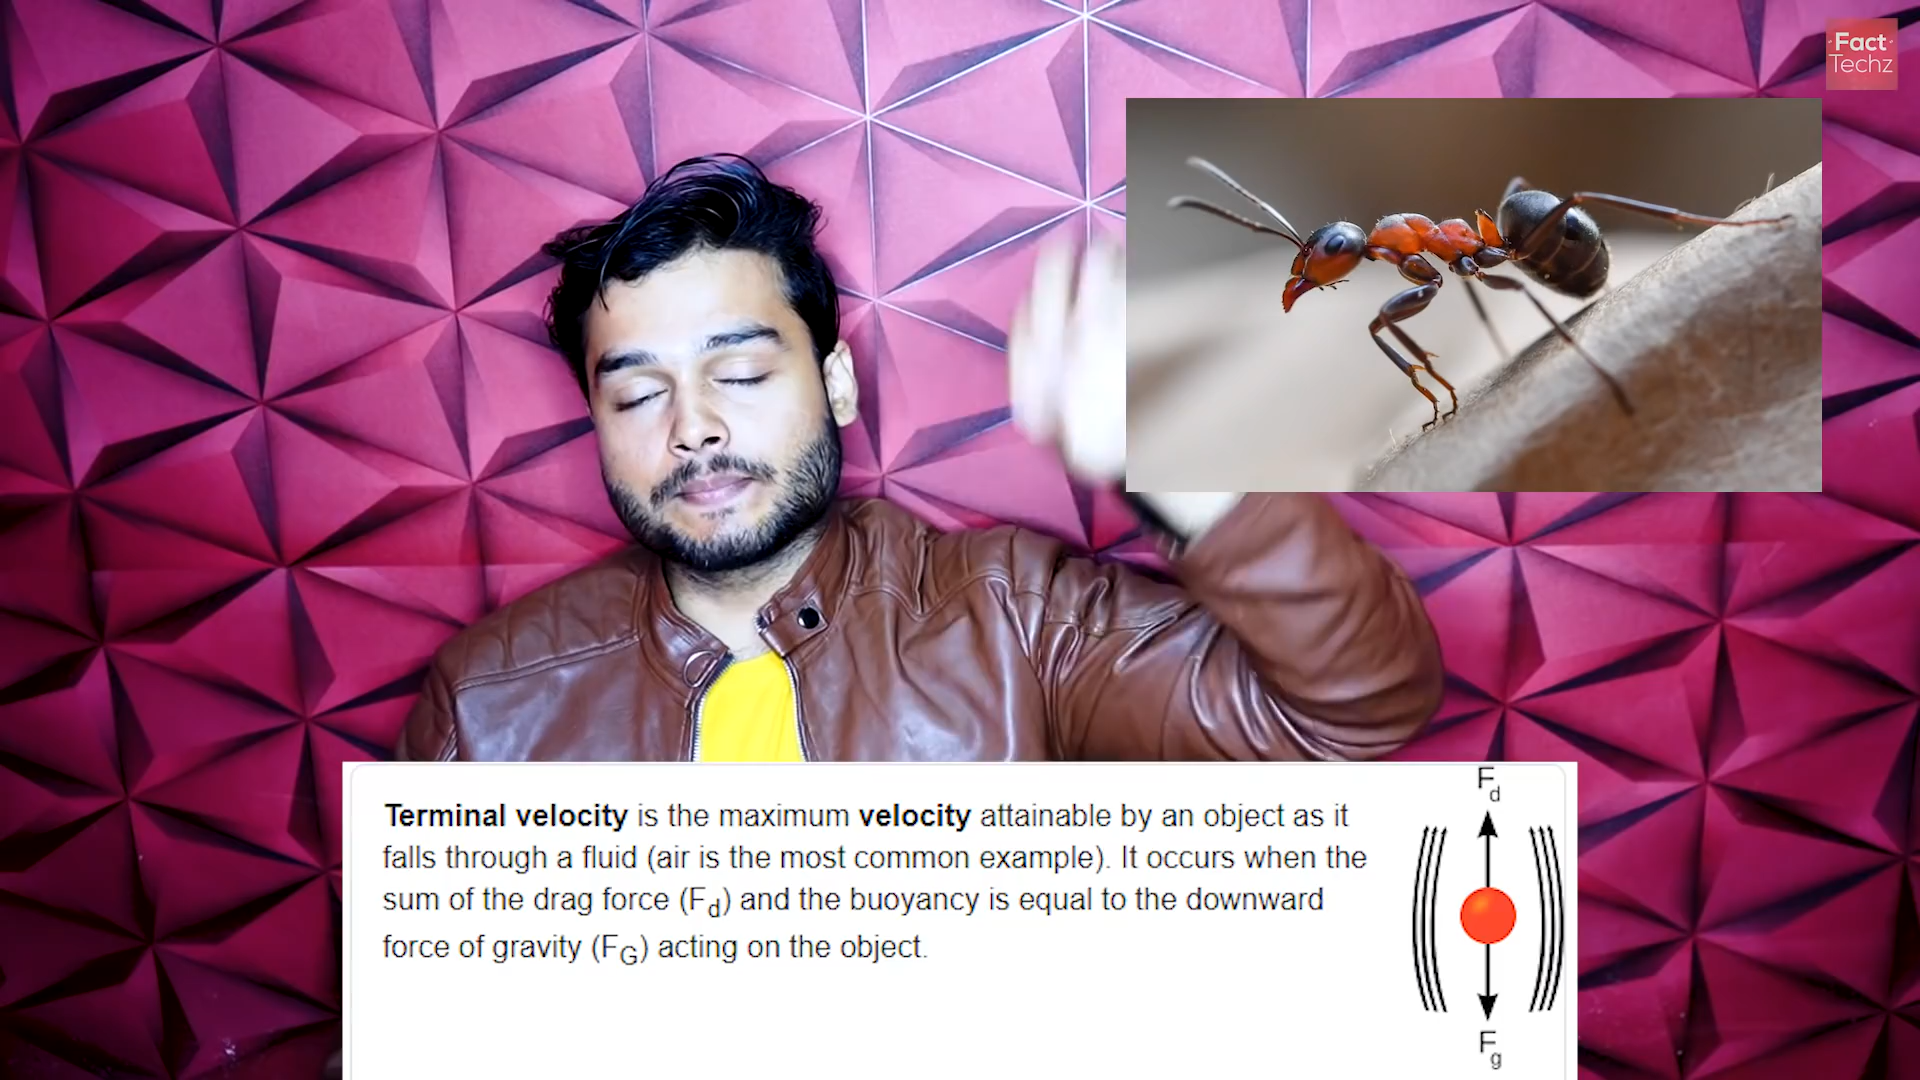 Fact
Techz
Terminal velocity is the maximum velocity attainable by an object as it
falls through a fluid (air is the most common example). It occurs when the
sum of the drag force (Fd) and the buoyancy is equal to the downward
force of gravity (FG) acting on the object.
Fd
Fg